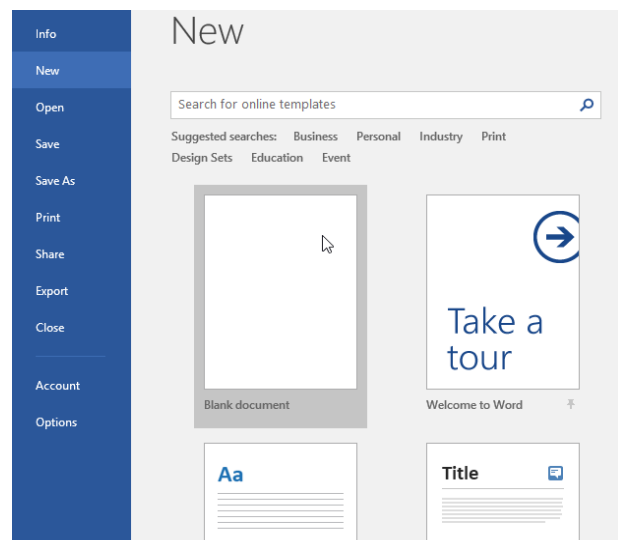 Info
New
Open
Save
Save As
Print
Share
Export
Close
Account
Options
New
Search for online templates
Suggested searches: Business Personal Industry Print
Design Sets Education Event
Take a
tour
Blank document
Welcome to Word
Aa
Title